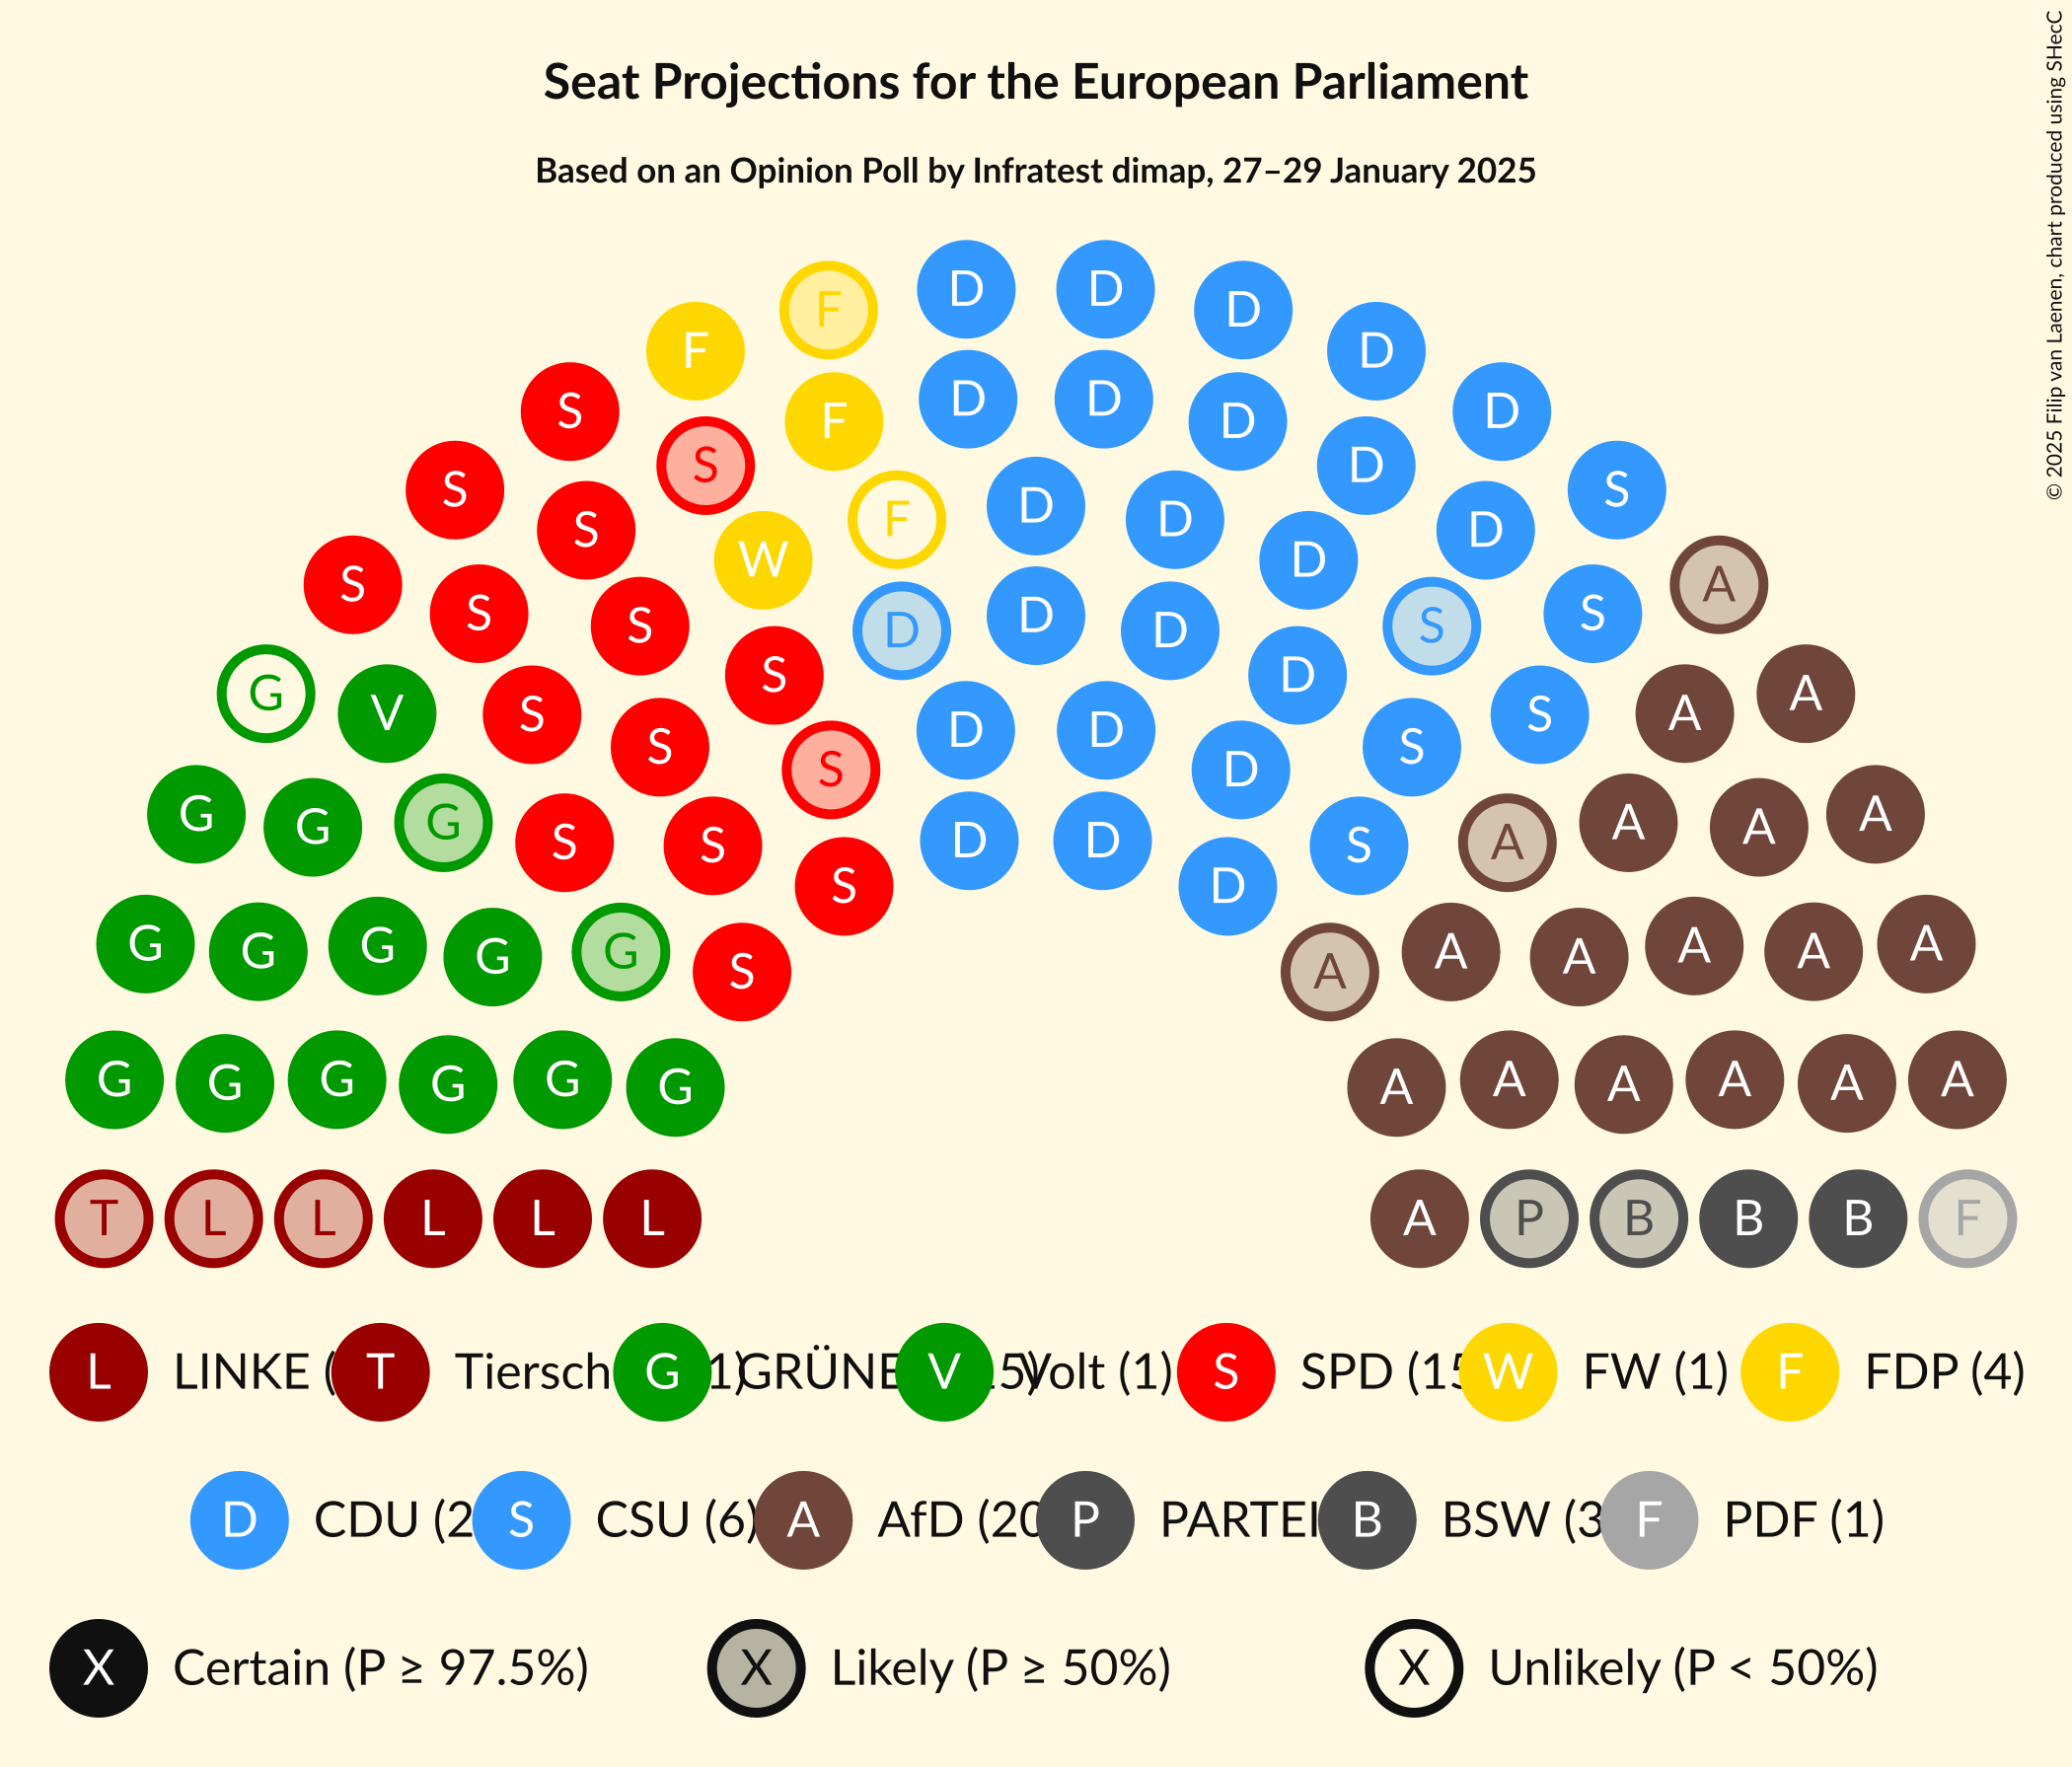 Seat Projections for the European Parliament
Based on an Opinion Poll by Infratest dimap, 27–29 January 2025
© 2025 Filip van Laenen, chart produced using SHecC
D D
F D
F D
D D
F D D
S D
S D
S S S
F
D D
S D
W D
S A
S S
S S
D D D
G A
S D
V S A
S S
D D
S D
G A
G A
G A
S A
S S
D D
S D
G A
G A
G A
G A
G A
S A
G A
G A
G A
G A
G A
G A
T L L L L L A P B B B F
L LINKE ( T Tiersch G 1) GRÜNE V 5) Volt (1) S SPD (15 W FW (1) F FDP (4)
D CDU (2 S CSU (6) A AfD (20 P PARTEI B BSW (3 F PDF (1)
X Certain (P ≥ 97.5%) X Likely (P ≥ 50%) X Unlikely (P < 50%)